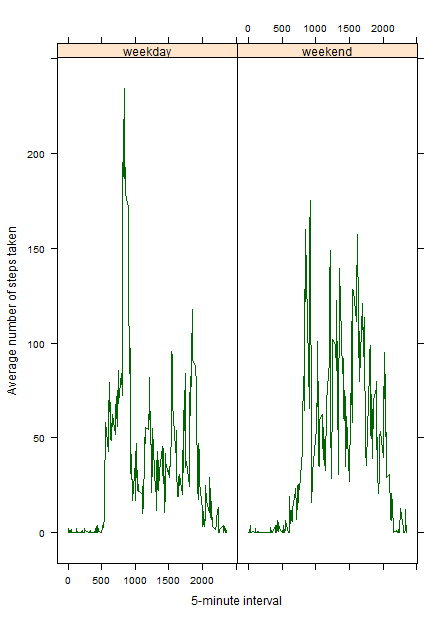 0 500 1000 1500 2000
weekday weekend
Average number of steps taken
200
150
100
50
0
0 500 1000 1500 2000
5-minute interval